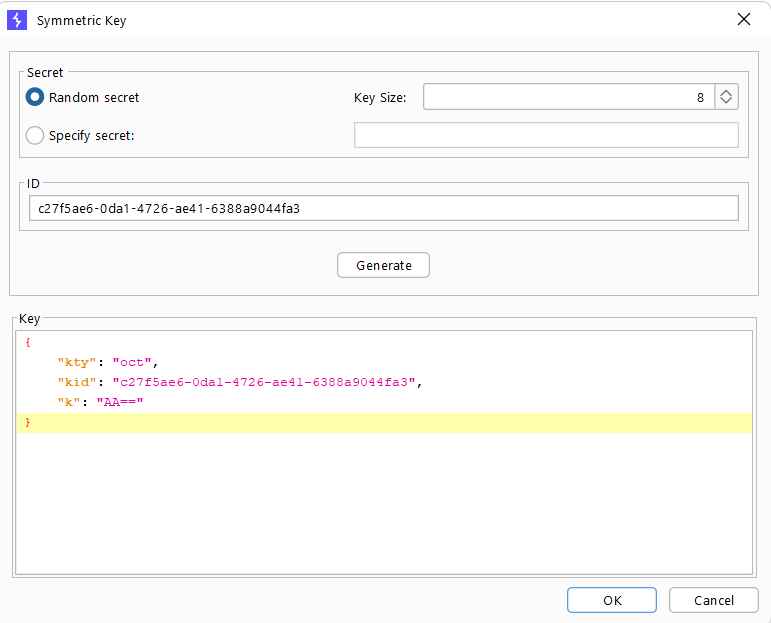 Symmetric Key
Secret
Random secret
Key Size:
8
Specify secret:
ID
c27f5ae6-0da1-4726-ae41-6388a9044fa3
Generate
Key
{
"kty": "oct",
"kid": "c27f5ae6-0da1-4726-ae41-6388a9044fa3",
"k": "AA=="
}
OK
Cancel